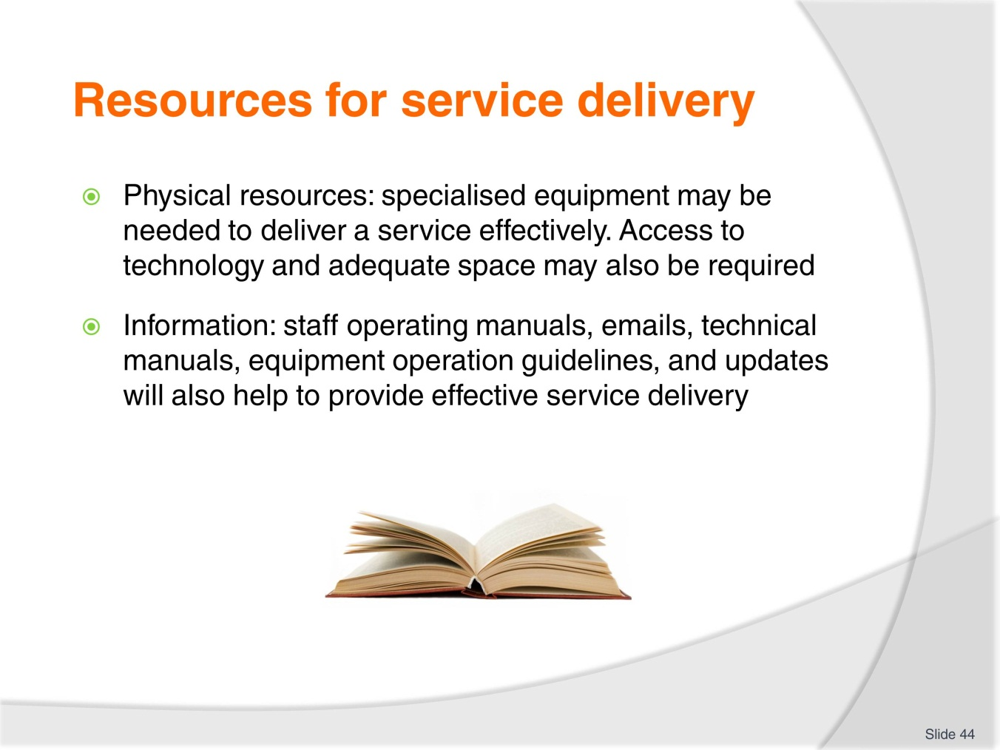 Resources for service delivery
Physical resources: specialised equipment may be
needed to deliver a service effectively. Access to
technology and adequate space may also be required
Information: staff operating manuals, emails, technical
manuals, equipment operation guidelines, and updates
will also help to provide effective service delivery
Slide 44